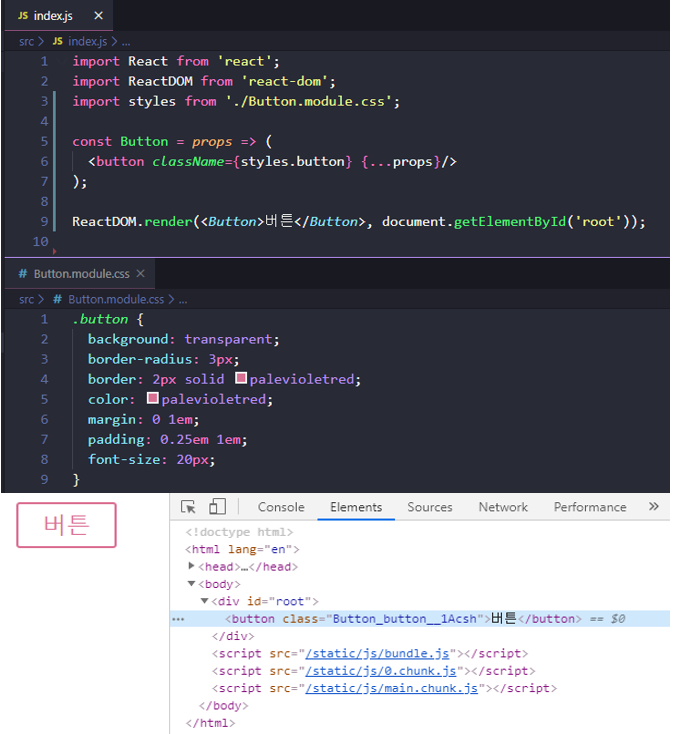 JS index.js ×
src > JS index.js > ...
1 import React from 'react';
2 import ReactDOM from 'react-dom';
3 import styles from './Button.module.css';
4
5 const Button = props => (
6 <button className={styles.button} {...props}/>
7 );
8
9 ReactDOM.render(<Button>버튼</Button>, document.getElementById('root'));
10
# Button.module.css ×
src > # Button.module.css > ...
1 .button {
2 background: transparent;
3 border-radius: 3px;
4 border: 2px solid palevioletred;
5 color: palevioletred;
6 margin: 0 1em;
7 padding: 0.25em 1em;
8 font-size: 20px;
9 }
버튼
Console Elements Sources Network Performance »
<!doctype html>
<html lang="en">
▶<head>…</head>
▼<body>
▼<div id="root">
··· <button class="Button_button__1Acsh">버튼</button> == $0
</div>
<script src="/static/js/bundle.js"></script>
<script src="/static/js/0.chunk.js"></script>
<script src="/static/js/main.chunk.js"></script>
</body>
</html>